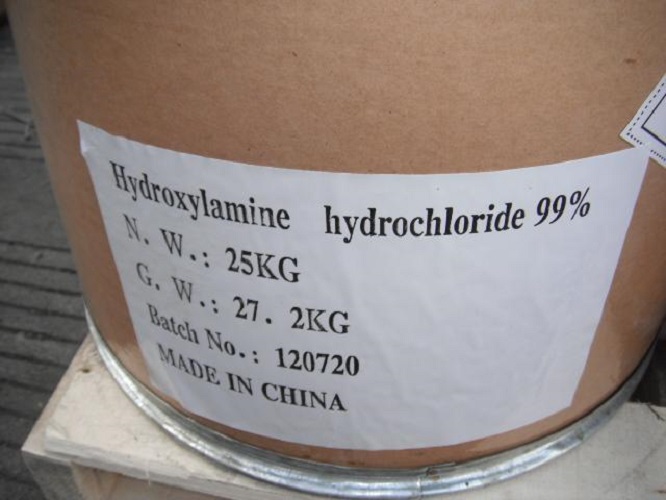 Hydroxylamine hydrochloride 99%
N. W.: 25KG
G. W.: 27. 2KG
Batch No.: 120720
MADE IN CHINA